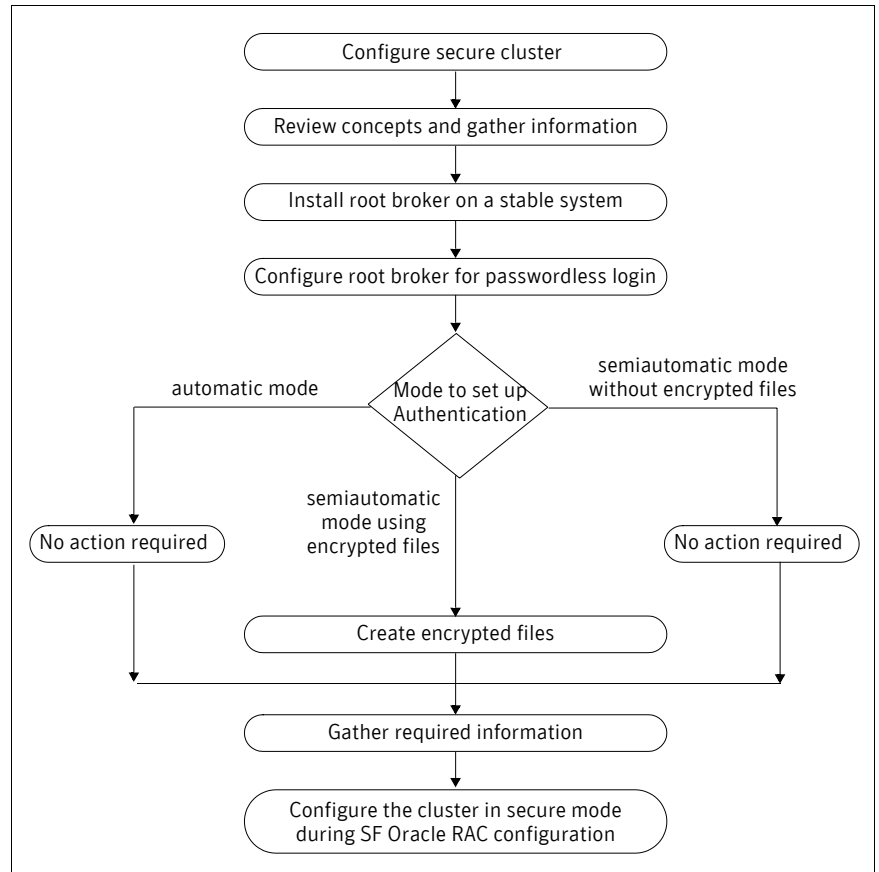 Configure secure cluster
Review concepts and gather information
Install root broker on a stable system
Configure root broker for passwordless login
automatic mode
Mode to set up
Authentication
semiautomatic mode
without encrypted files
semiautomatic
mode using
encrypted files
No action required
No action required
Create encrypted files
Gather required information
Configure the cluster in secure mode
during SF Oracle RAC configuration